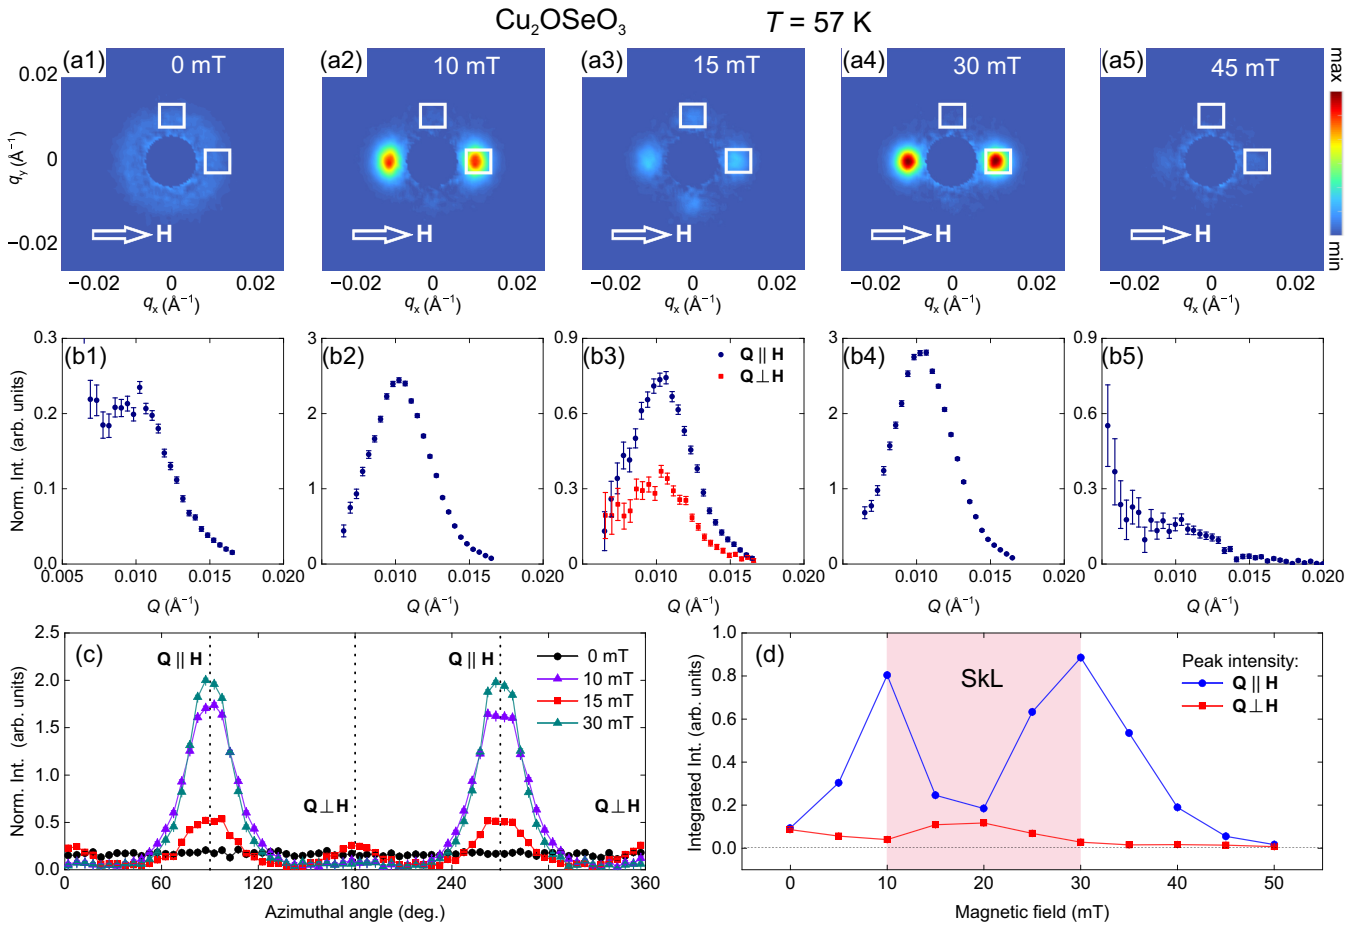 Cu₂OSeO₃ T = 57 K
(a1) 0 mT (a2) 10 mT (a3) 15 mT (a4) 30 mT (a5) 45 mT
max
min
0.02
0
−0.02
qy (Å⁻¹)
H H H H H
−0.02 0 0.02 −0.02 0 0.02 −0.02 0 0.02 −0.02 0 0.02 −0.02 0 0.02
qx (Å⁻¹) qx (Å⁻¹) qx (Å⁻¹) qx (Å⁻¹) qx (Å⁻¹)
(b1) (b2) (b3) (b4) (b5)
Q || H
Q⊥H
Norm. Int. (arb. units)
0.3
0.2
0.1
0.0
3
2
1
0
0.9
0.6
0.3
0.0
3
2
1
0
0.9
0.6
0.3
0.0
0.005 0.010 0.015 0.020 0.010 0.015 0.020 0.010 0.015 0.020 0.010 0.015 0.020 0.010 0.015 0.020
Q (Å⁻¹) Q (Å⁻¹) Q (Å⁻¹) Q (Å⁻¹) Q (Å⁻¹)
(c)
Q || H Q || H
Q⊥H Q⊥H
0 mT
10 mT
15 mT
30 mT
Norm. Int. (arb. units)
2.5
2.0
1.5
1.0
0.5
0.0
0 60 120 180 240 300 360
Azimuthal angle (deg.)
(d)
SkL
Peak intensity:
Q || H
Q⊥H
Integrated Int. (arb. units)
1.0
0.8
0.6
0.4
0.2
0.0
0 10 20 30 40 50
Magnetic field (mT)